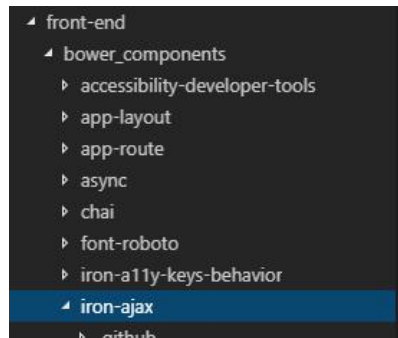 front-end
bower_components
accessibility-developer-tools
app-layout
app-route
async
chai
font-roboto
iron-a11y-keys-behavior
iron-ajax